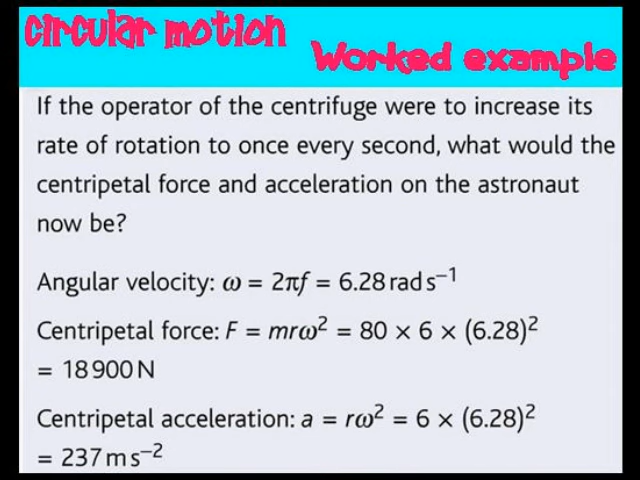 Circular motion
Worked example
If the operator of the centrifuge were to increase its
rate of rotation to once every second, what would the
centripetal force and acceleration on the astronaut
now be?
Angular velocity: ω = 2πf = 6.28 rad s⁻¹
Centripetal force: F = mrω² = 80 × 6 × (6.28)²
= 18 900 N
Centripetal acceleration: a = rω² = 6 × (6.28)²
= 237 m s⁻²